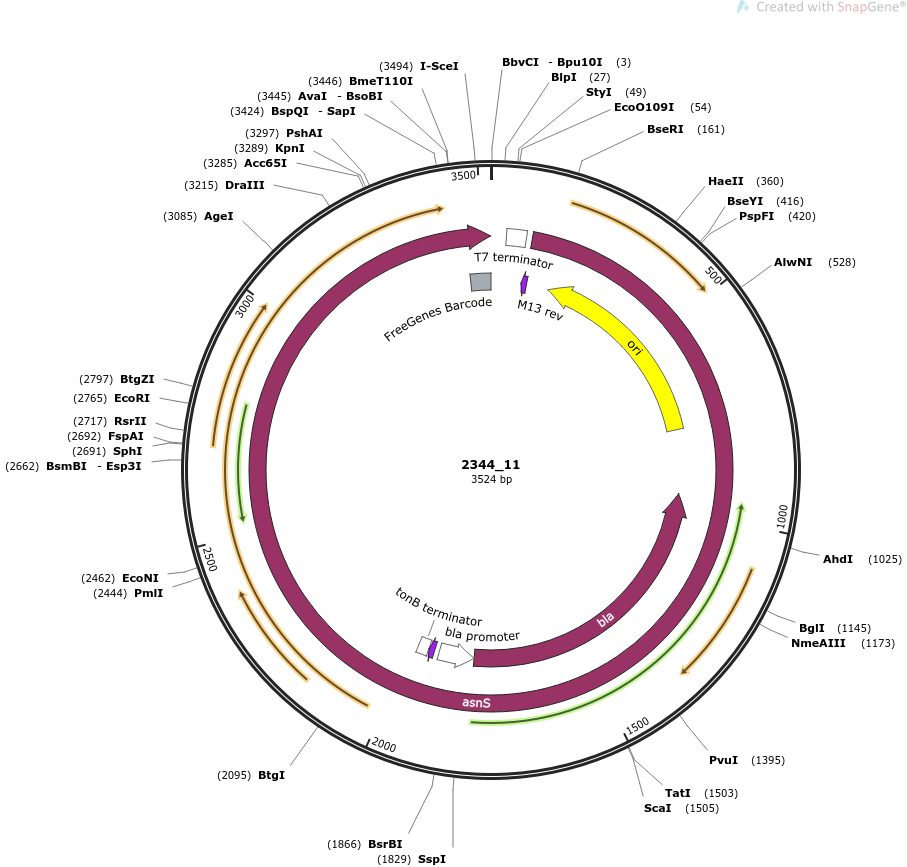 Created with SnapGene®
(3494) I-SceI
(3446) BmeT110I
(3445) AvaI - BsoBI
(3424) BspQI - SapI
(3297) PshAI
(3289) KpnI
(3285) Acc65I
(3215) DraIII
(3085) AgeI
BbvCI - Bpu10I (3)
BlpI (27)
StyI (49)
EcoO109I (54)
BseRI (161)
HaeII (360)
BseYI (416)
PspFI (420)
AlwNI (528)
3500
500
3000
T7 terminator
FreeGenes Barcode
M13 rev
ori
(2797) BtgZI
(2765) EcoRI
(2717) RsrII
(2692) FspAI
(2691) SphI
(2662) BsmBI - Esp3I
2344_11
3524 bp
1000
2500
AhdI (1025)
(2462) EcoNI
(2444) PmlI
tonB terminator
bla promoter
bla
BglI (1145)
NmeAIII (1173)
asnS
1500
2000
PvuI (1395)
(2095) BtgI
TatI (1503)
ScaI (1505)
(1866) BsrBI
(1829) SspI